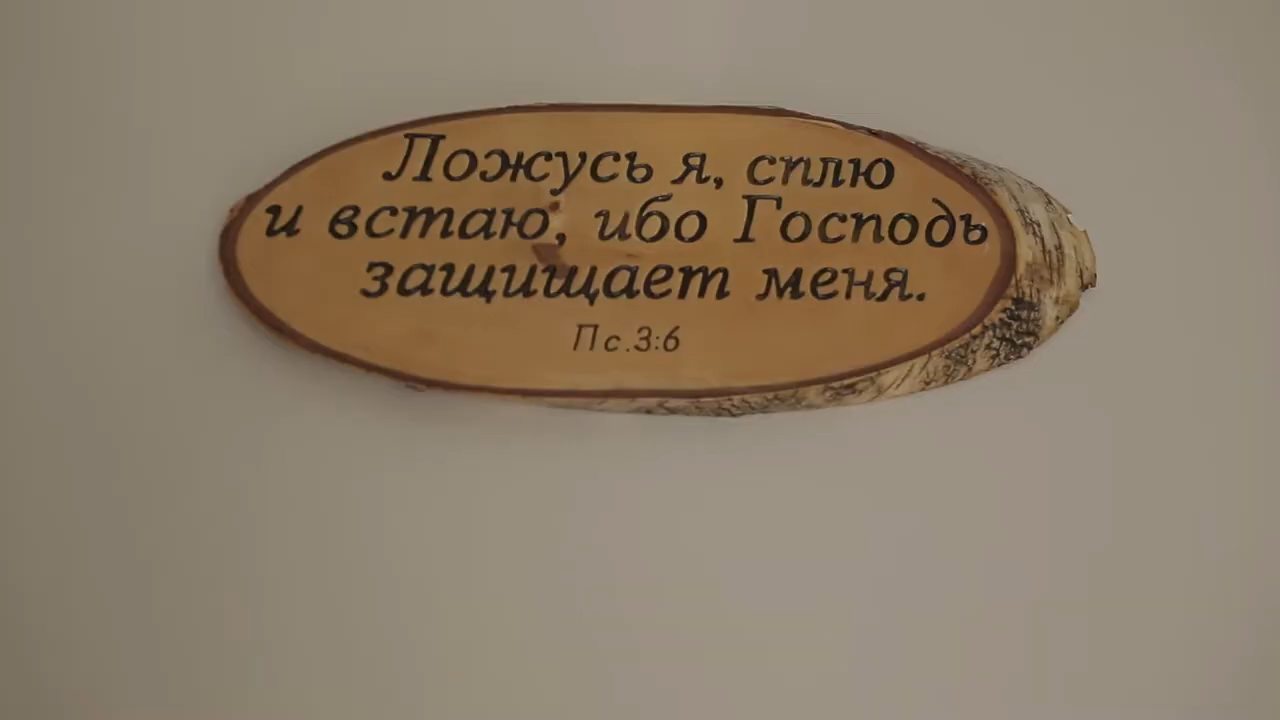 Ложусь я, сплю
и встаю, ибо Господь
защищает меня.
Пс.3:6